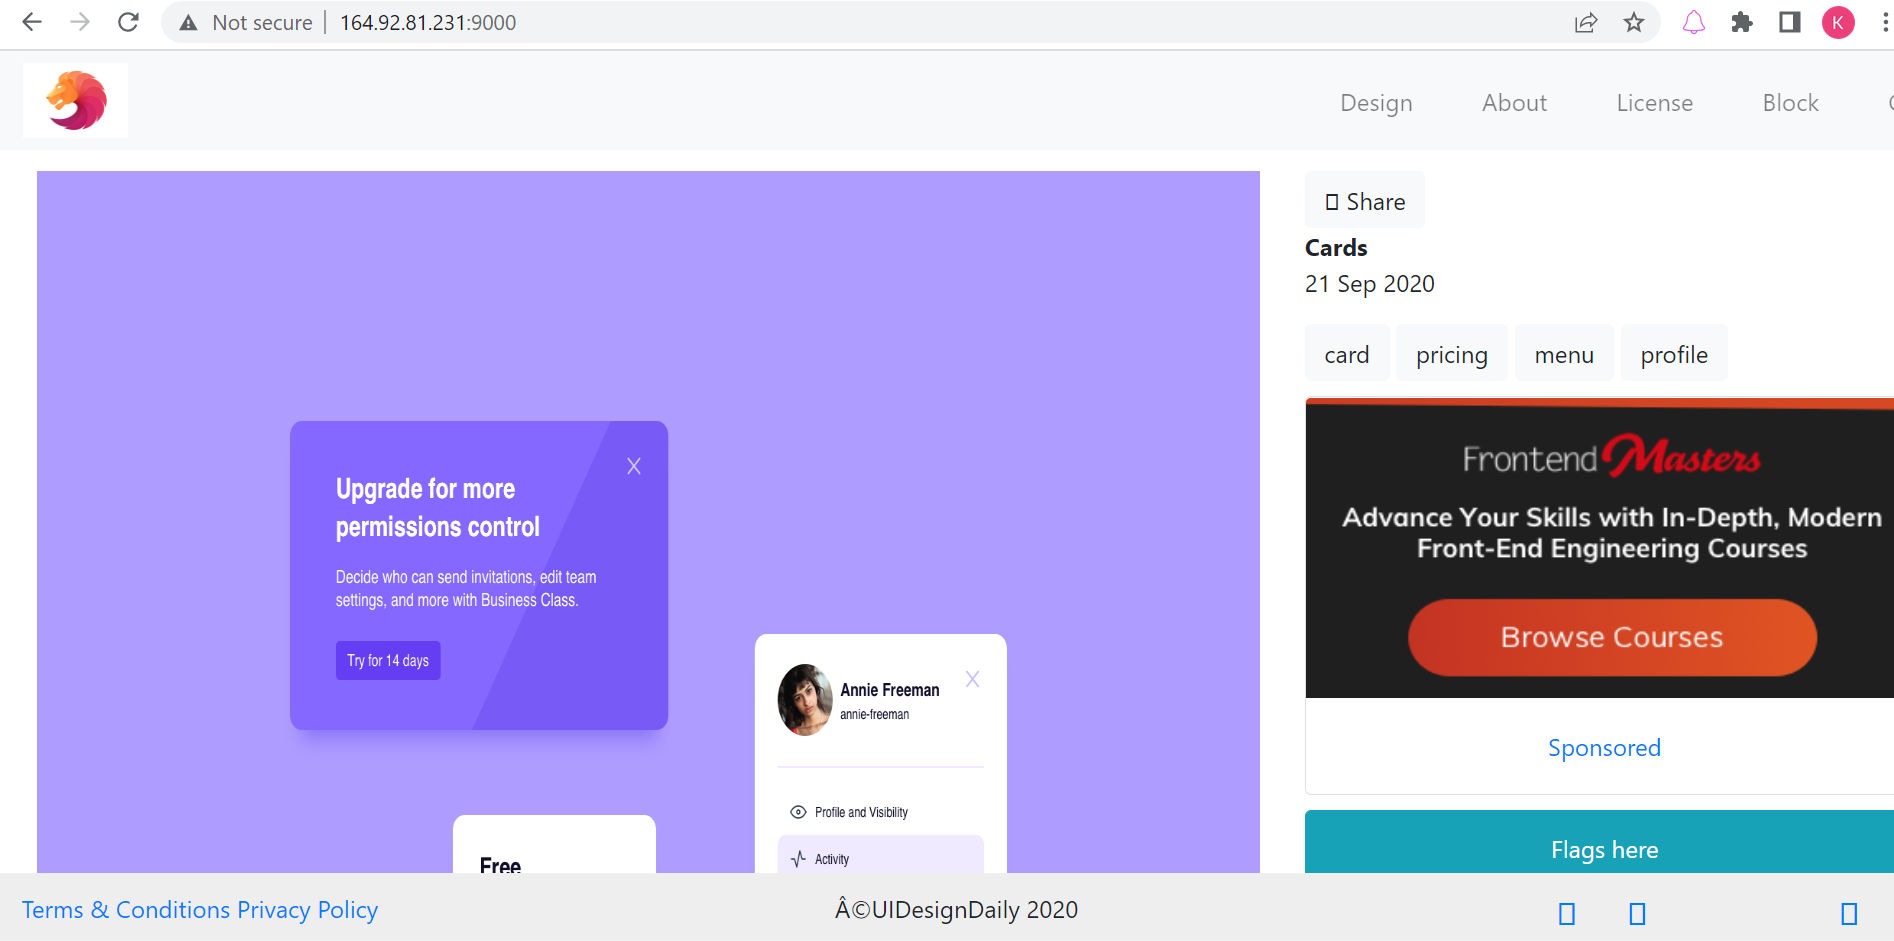 Not secure | 164.92.81.231:9000
K
Design About License Block
Share
Cards
21 Sep 2020
card pricing menu profile
Frontend Masters
Advance Your Skills with In-Depth, Modern
Front-End Engineering Courses
Browse Courses
Sponsored
Flags here
Upgrade for more
permissions control
X
Decide who can send invitations, edit team
settings, and more with Business Class.
Try for 14 days
Annie Freeman
annie-freeman
X
Profile and Visibility
Activity
Free
Terms & Conditions Privacy Policy
Â©UIDesignDaily 2020